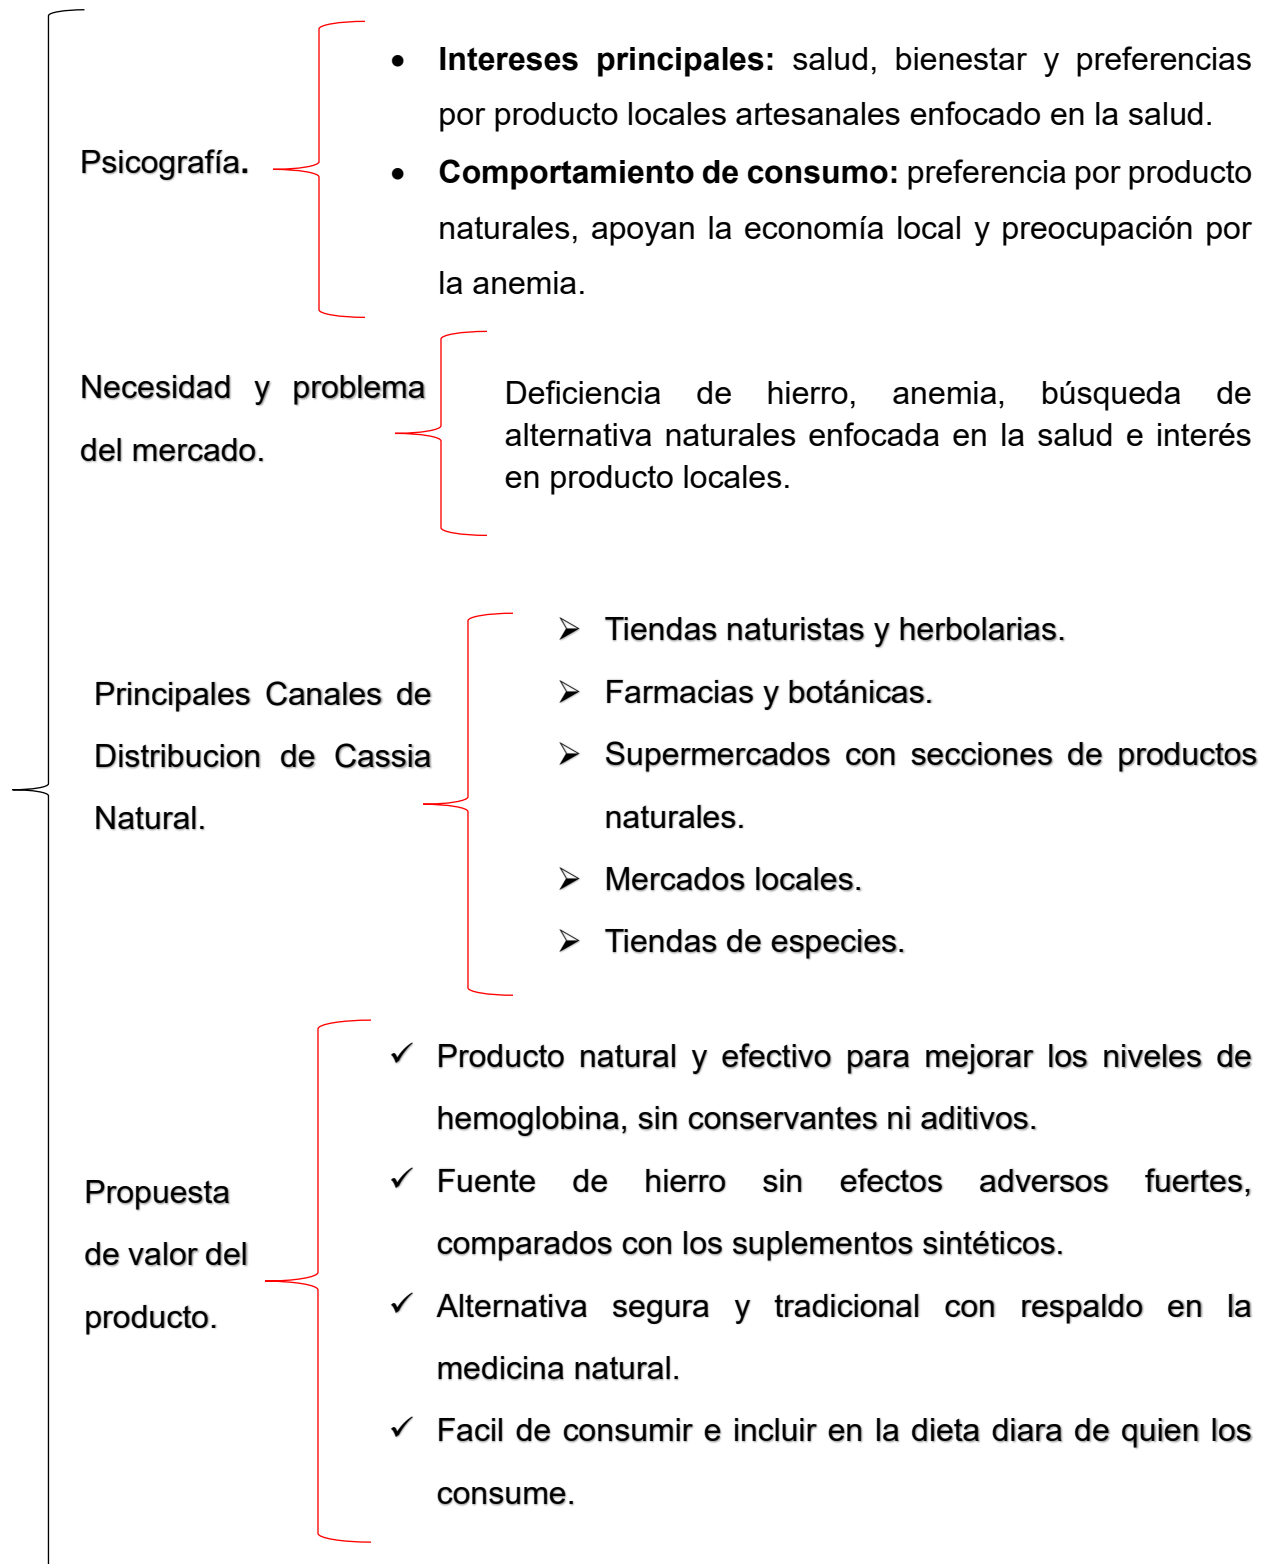 Psicografía.
• Intereses principales: salud, bienestar y preferencias
por producto locales artesanales enfocado en la salud.
• Comportamiento de consumo: preferencia por producto
naturales, apoyan la economía local y preocupación por
la anemia.
Necesidad y problema
del mercado.
Deficiencia de hierro, anemia, búsqueda de
alternativa naturales enfocada en la salud e interés
en producto locales.
Principales Canales de
Distribucion de Cassia
Natural.
➢ Tiendas naturistas y herbolarias.
➢ Farmacias y botánicas.
➢ Supermercados con secciones de productos
naturales.
➢ Mercados locales.
➢ Tiendas de especies.
Propuesta
de valor del
producto.
✓ Producto natural y efectivo para mejorar los niveles de
hemoglobina, sin conservantes ni aditivos.
✓ Fuente de hierro sin efectos adversos fuertes,
comparados con los suplementos sintéticos.
✓ Alternativa segura y tradicional con respaldo en la
medicina natural.
✓ Facil de consumir e incluir en la dieta diara de quien los
consume.